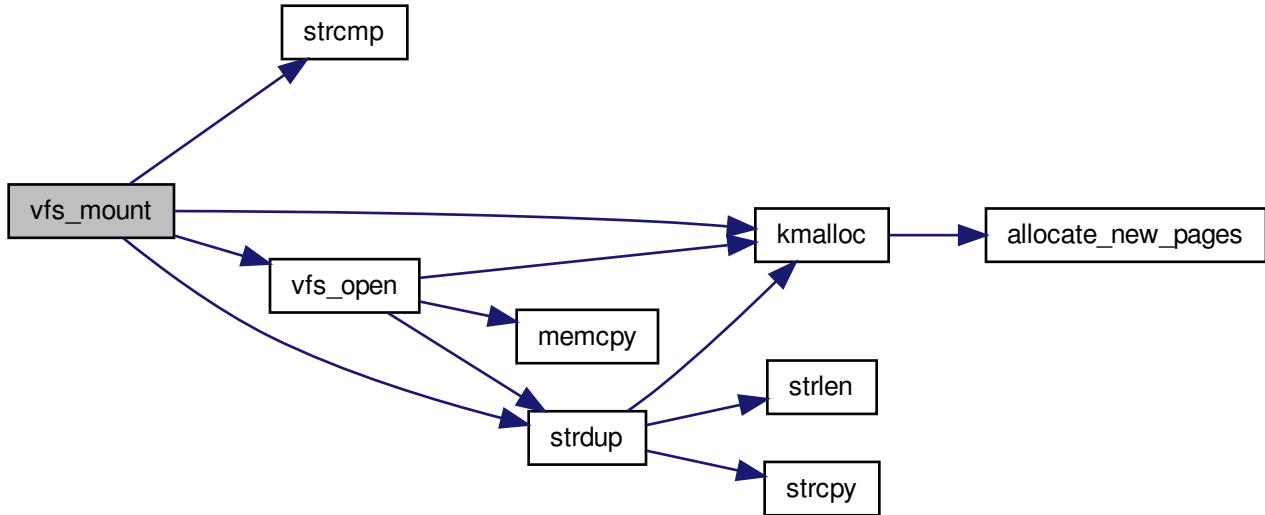 strcmp
vfs_mount
kmalloc
allocate_new_pages
vfs_open
memcpy
strlen
strdup
strcpy